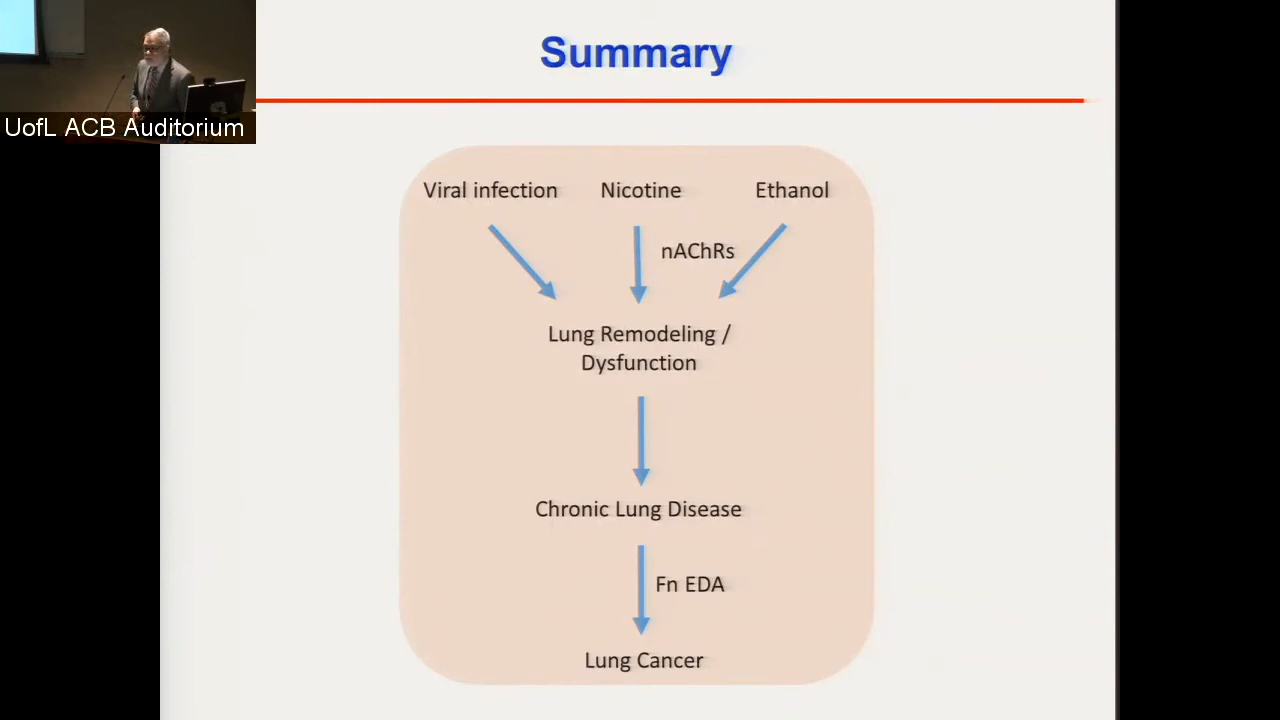 Summary
UofL ACB Auditorium
Viral infection Nicotine Ethanol
nAChRs
Lung Remodeling /
Dysfunction
Chronic Lung Disease
Fn EDA
Lung Cancer